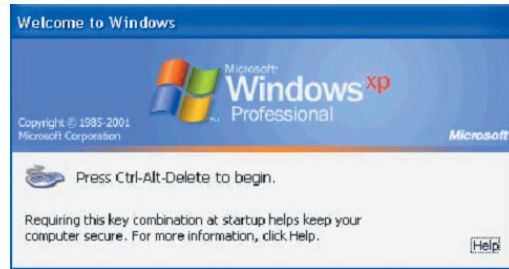 Welcome to Windows
Microsoft
Windows xp
Professional
Copyright © 1985-2001
Microsoft Corporation
Microsoft
Press Ctrl-Alt-Delete to begin.
Requiring this key combination at startup helps keep your
computer secure. For more information, click Help.
Help